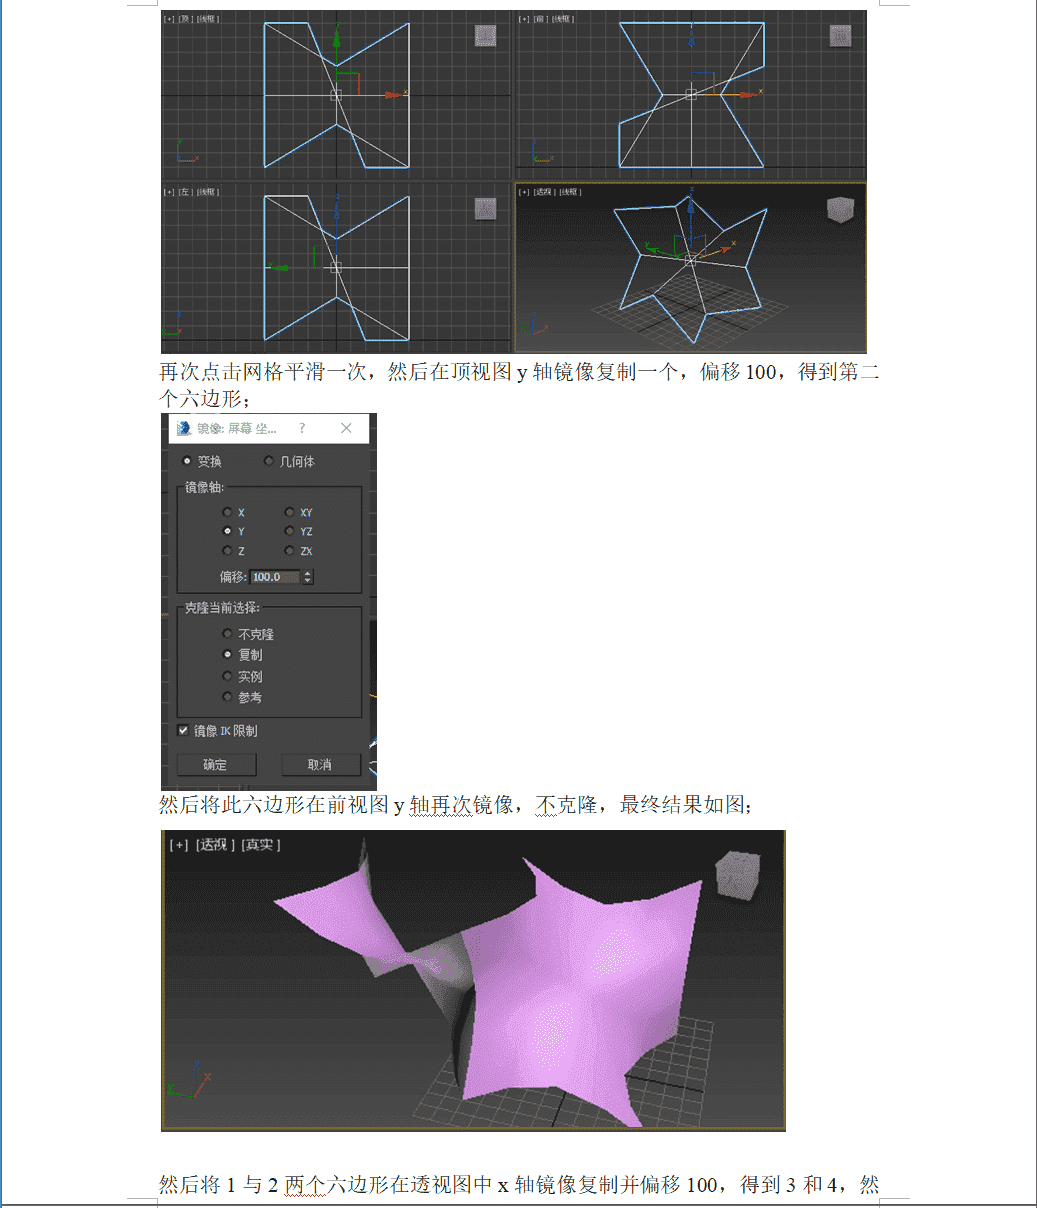 [+] [顶] [线框]
[+] [前] [线框]
[+] [左] [线框]
[+] [透视] [线框]
再次点击网格平滑一次，然后在顶视图 y 轴镜像复制一个，偏移 100，得到第二
个六边形；
镜像: 屏幕 坐... ?
变换 几何体
镜像轴:
X XY
Y YZ
Z ZX
偏移: 100.0
克隆当前选择:
不克隆
复制
实例
参考
镜像 IK 限制
确定 取消
然后将此六边形在前视图 y 轴再次镜像，不克隆，最终结果如图；
[+] [透视] [真实]
然后将 1 与 2 两个六边形在透视图中 x 轴镜像复制并偏移 100，得到 3 和 4，然